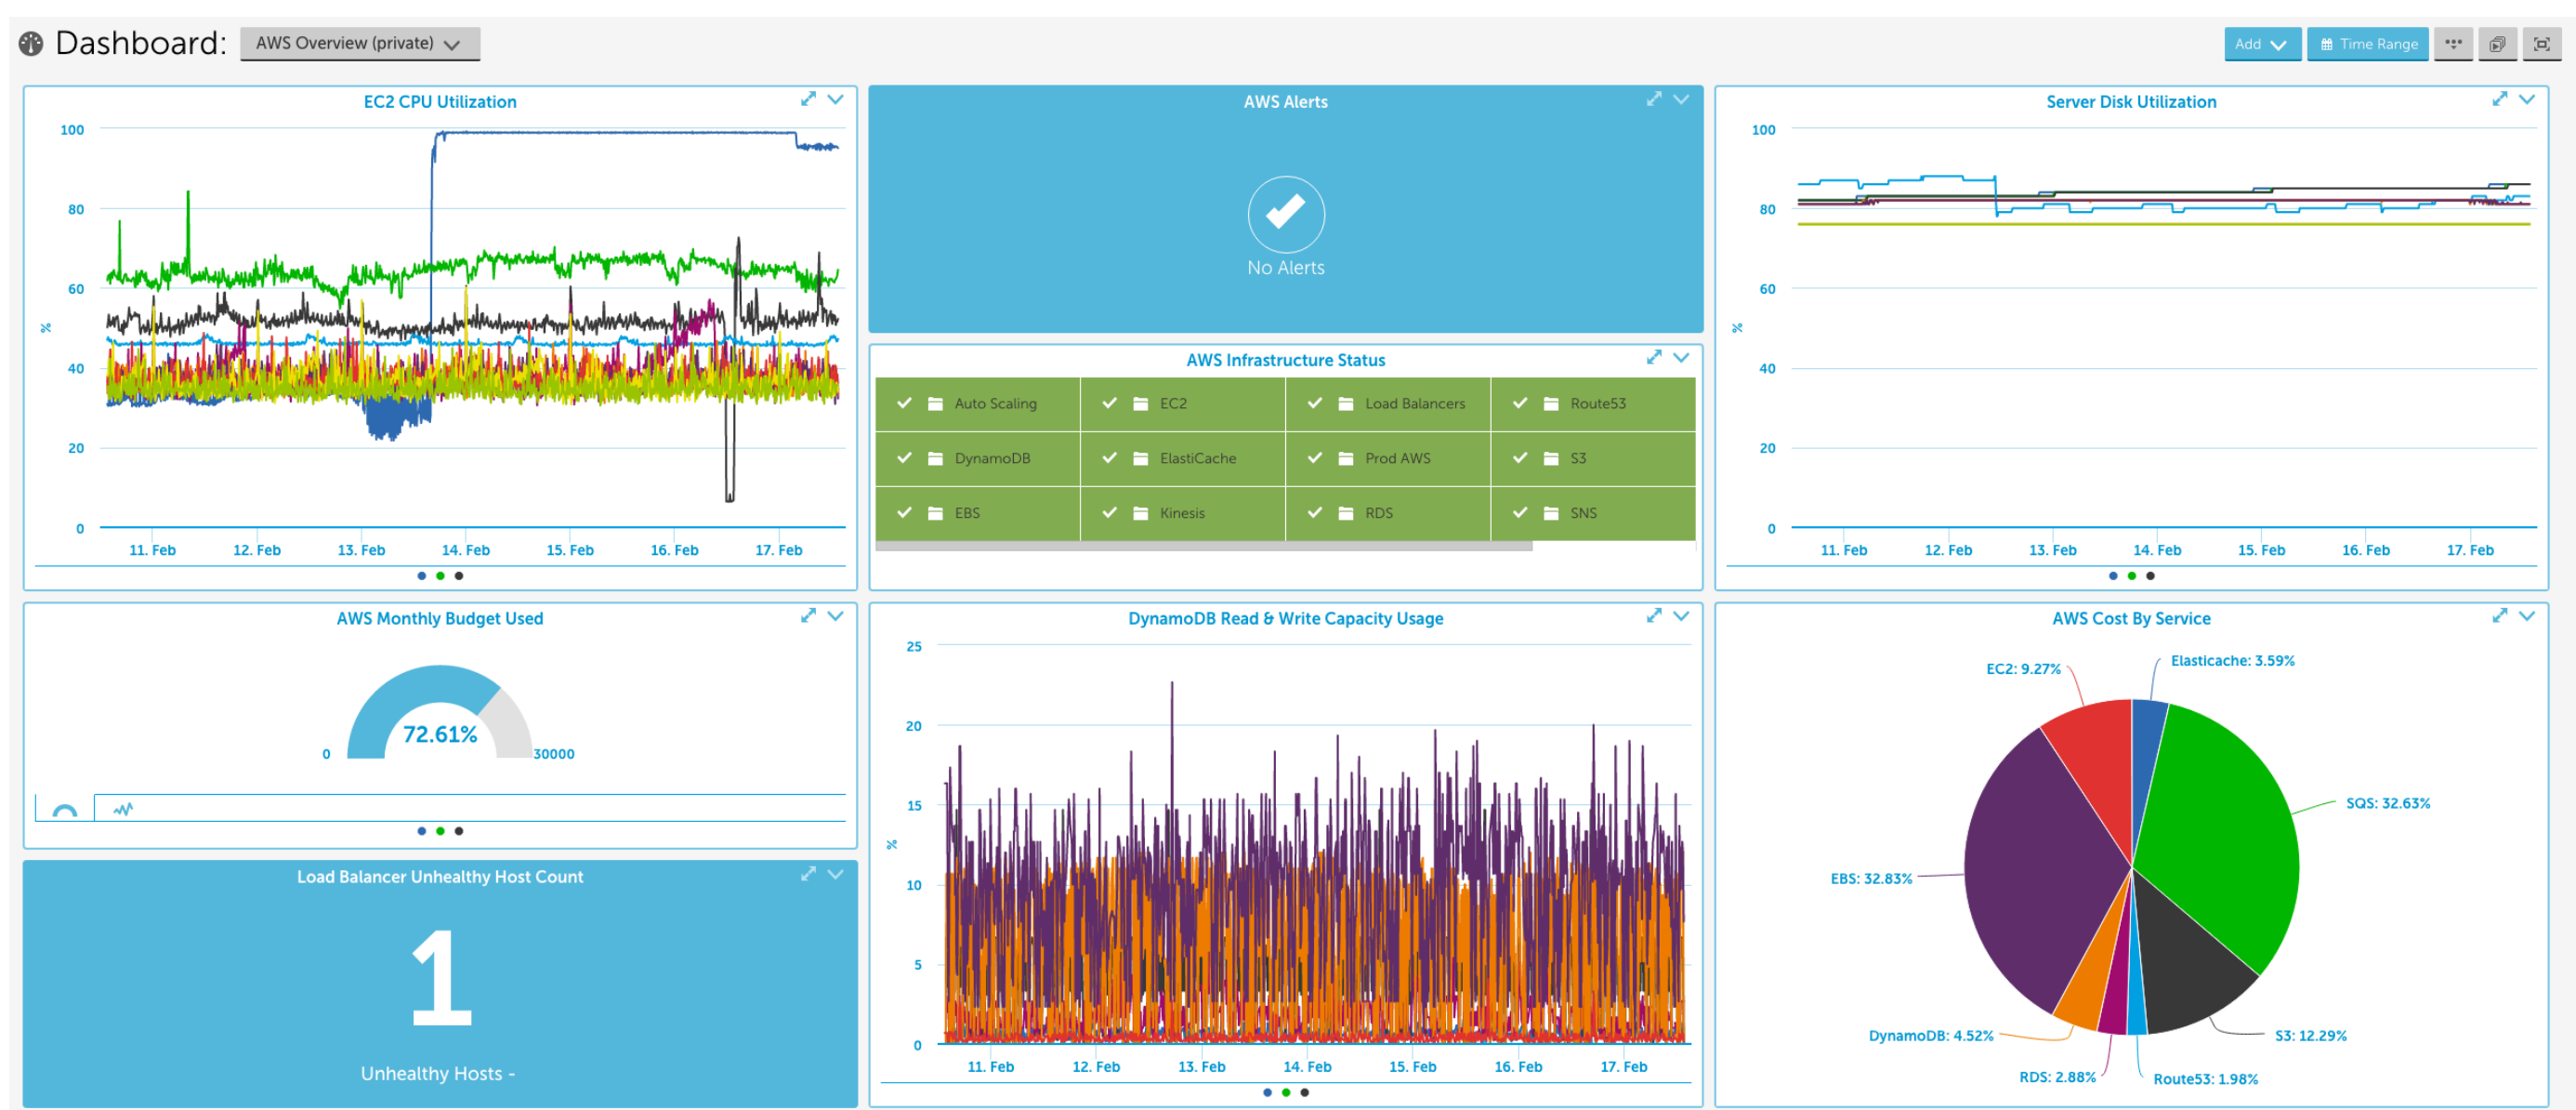 Dashboard: AWS Overview (private)
Add Time Range
EC2 CPU Utilization
100
80
60
%
40
20
0
11. Feb 12. Feb 13. Feb 14. Feb 15. Feb 16. Feb 17. Feb
AWS Alerts
No Alerts
AWS Infrastructure Status
Auto Scaling EC2 Load Balancers Route53
DynamoDB ElastiCache Prod AWS S3
EBS Kinesis RDS SNS
Server Disk Utilization
100
80
60
%
40
20
0
11. Feb 12. Feb 13. Feb 14. Feb 15. Feb 16. Feb 17. Feb
AWS Monthly Budget Used
72.61%
0 30000
Load Balancer Unhealthy Host Count
1
Unhealthy Hosts -
DynamoDB Read & Write Capacity Usage
25
20
15
%
10
5
0
11. Feb 12. Feb 13. Feb 14. Feb 15. Feb 16. Feb 17. Feb
AWS Cost By Service
Elasticache: 3.59%
EC2: 9.27%
SQS: 32.63%
EBS: 32.83%
DynamoDB: 4.52%
S3: 12.29%
RDS: 2.88%
Route53: 1.98%